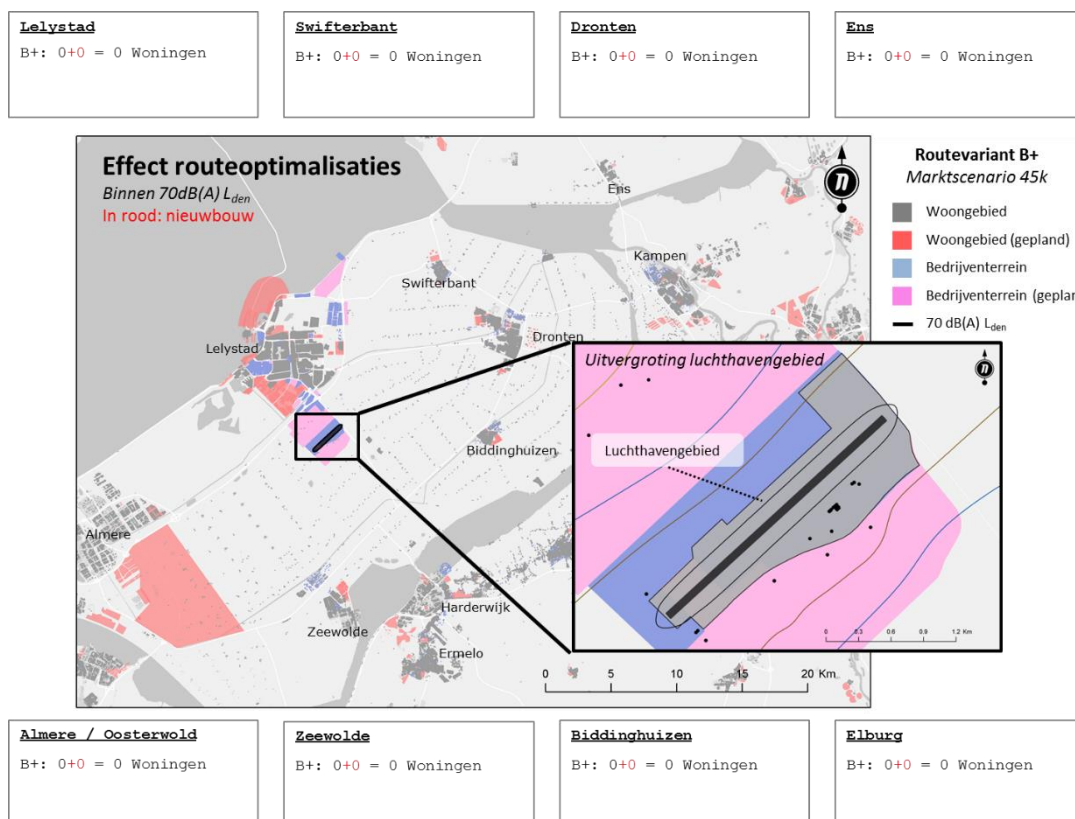 Lelystad
B+: 0+0 = 0 Woningen
Swifterbant
B+: 0+0 = 0 Woningen
Dronten
B+: 0+0 = 0 Woningen
Ens
B+: 0+0 = 0 Woningen
Effect routeoptimalisaties
Binnen 70dB(A) Lden
In rood: nieuwbouw
Routevariant B+
Marktscenario 45k
Woongebied
Woongebied (gepland)
Bedrijventerrein
Bedrijventerrein (geplan
70 dB(A) Lden
n
Ens
Kampen
Swifterbant
Dronten
Lelystad
Biddinghuizen
Almere
Harderwijk
Zeewolde
Ermelo
Uitvergroting luchthavengebied
n
Luchthavengebied
0 0.3 0.6 0.9 1.2 Km
0 5 10 15 20 Km
Almere / Oosterwold
B+: 0+0 = 0 Woningen
Zeewolde
B+: 0+0 = 0 Woningen
Biddinghuizen
B+: 0+0 = 0 Woningen
Elburg
B+: 0+0 = 0 Woningen